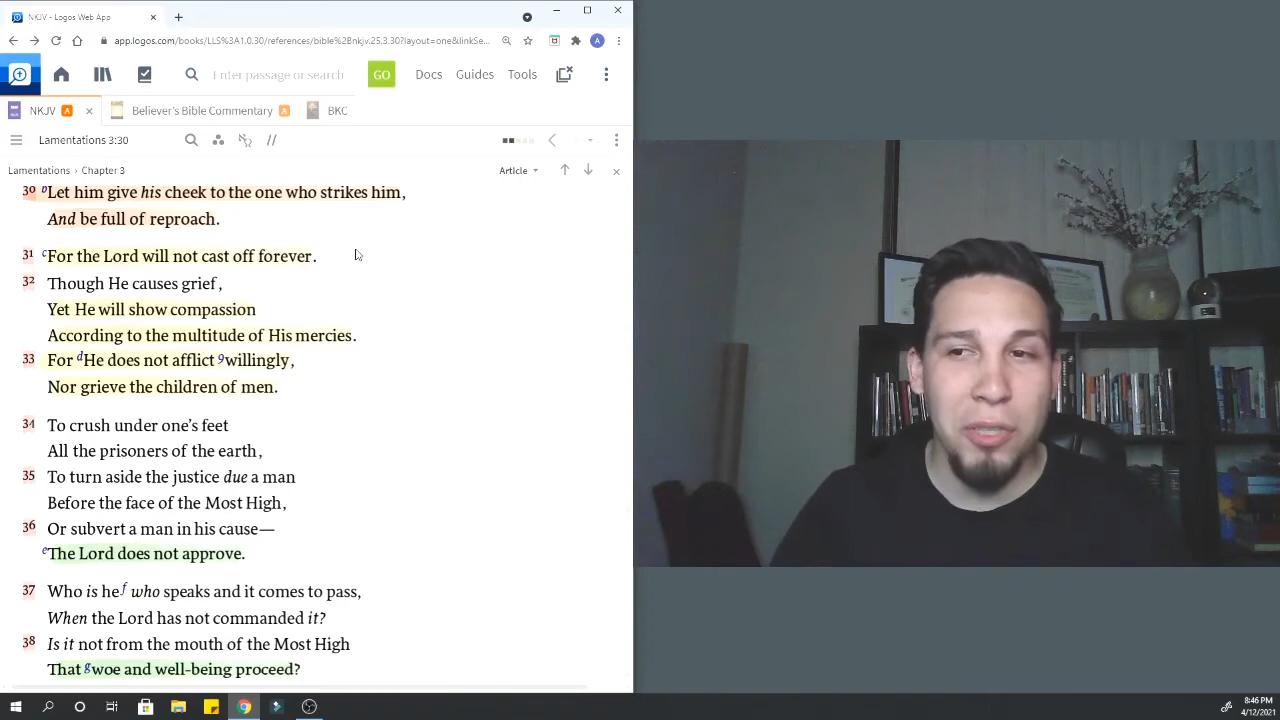 NKJV - Logos Web App
app.logos.com/books/LLS%3A1.0.30/references/bible%2Bnkjv.25.3.30?layout=one&linkSe...
A
Enter passage or search
GO
Docs
Guides
Tools
NKJV A
Believer's Bible Commentary A
BKC
Lamentations 3:30
//
Lamentations > Chapter 3
Article
30 Let him give his cheek to the one who strikes him,
And be full of reproach.
31 c For the Lord will not cast off forever.
32 Though He causes grief,
Yet He will show compassion
According to the multitude of His mercies.
33 For d He does not afflict 9 willingly,
Nor grieve the children of men.
34 To crush under one's feet
All the prisoners of the earth,
35 To turn aside the justice due a man
Before the face of the Most High,
36 Or subvert a man in his cause—
e The Lord does not approve.
37 Who is he f who speaks and it comes to pass,
When the Lord has not commanded it?
38 Is it not from the mouth of the Most High
That g woe and well-being proceed?
8:46 PM
4/12/2021